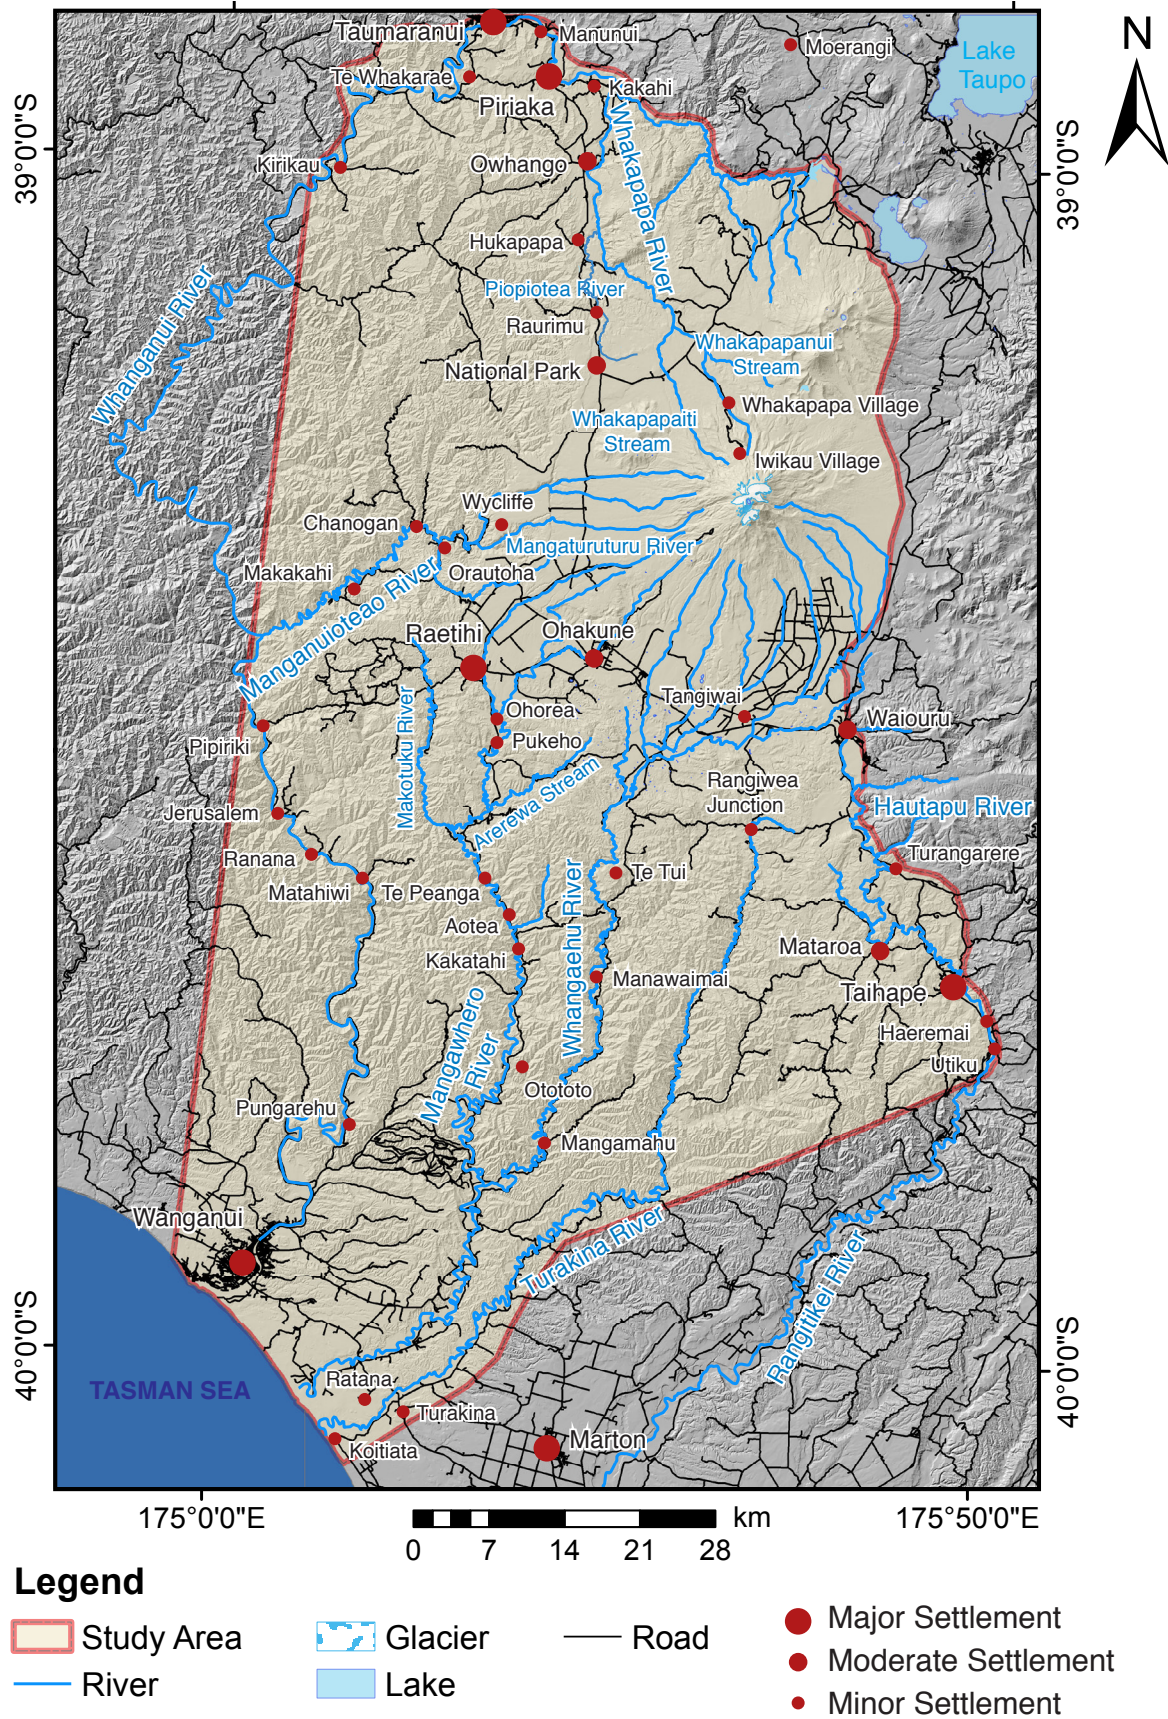 Taumaranui
Manunui
Moerangi
Lake
Taupo
N
Te Whakarae
Piriaka
Kakahi
39°0'0"S
39°0'0"S
Kirikau
Owhango
Whakapapa River
Hukapapa
Whanganui River
Piopiotea River
Raurimu
Whakapapanui
Stream
National Park
Whakapapa Village
Whakapapaiti
Stream
Iwikau Village
Wycliffe
Chanogan
Mangaturuturu River
Makakahi
Orautoha
Manganuioteao River
Raetihi
Ohakune
Tangiwai
Makotuku River
Ohorea
Waiouru
Pukeho
Pipiriki
Arerewa Stream
Rangiwea
Junction
Jerusalem
Hautapu River
Ranana
Turangarere
Matahiwi
Te Peanga
Te Tui
Whangaehu River
Aotea
Mataroa
Kakatahi
Manawaimai
Taihape
Mangawhero
River
Haeremai
Utiku
Otototo
Pungarehu
Mangamahu
Wanganui
Turakina River
Rangitikei River
40°0'0"S
40°0'0"S
TASMAN SEA
Ratana
Turakina
Marton
Koitiata
175°0'0"E
km
175°50'0"E
0 7 14 21 28
Legend
Study Area
Glacier
Road
Major Settlement
River
Lake
Moderate Settlement
Minor Settlement